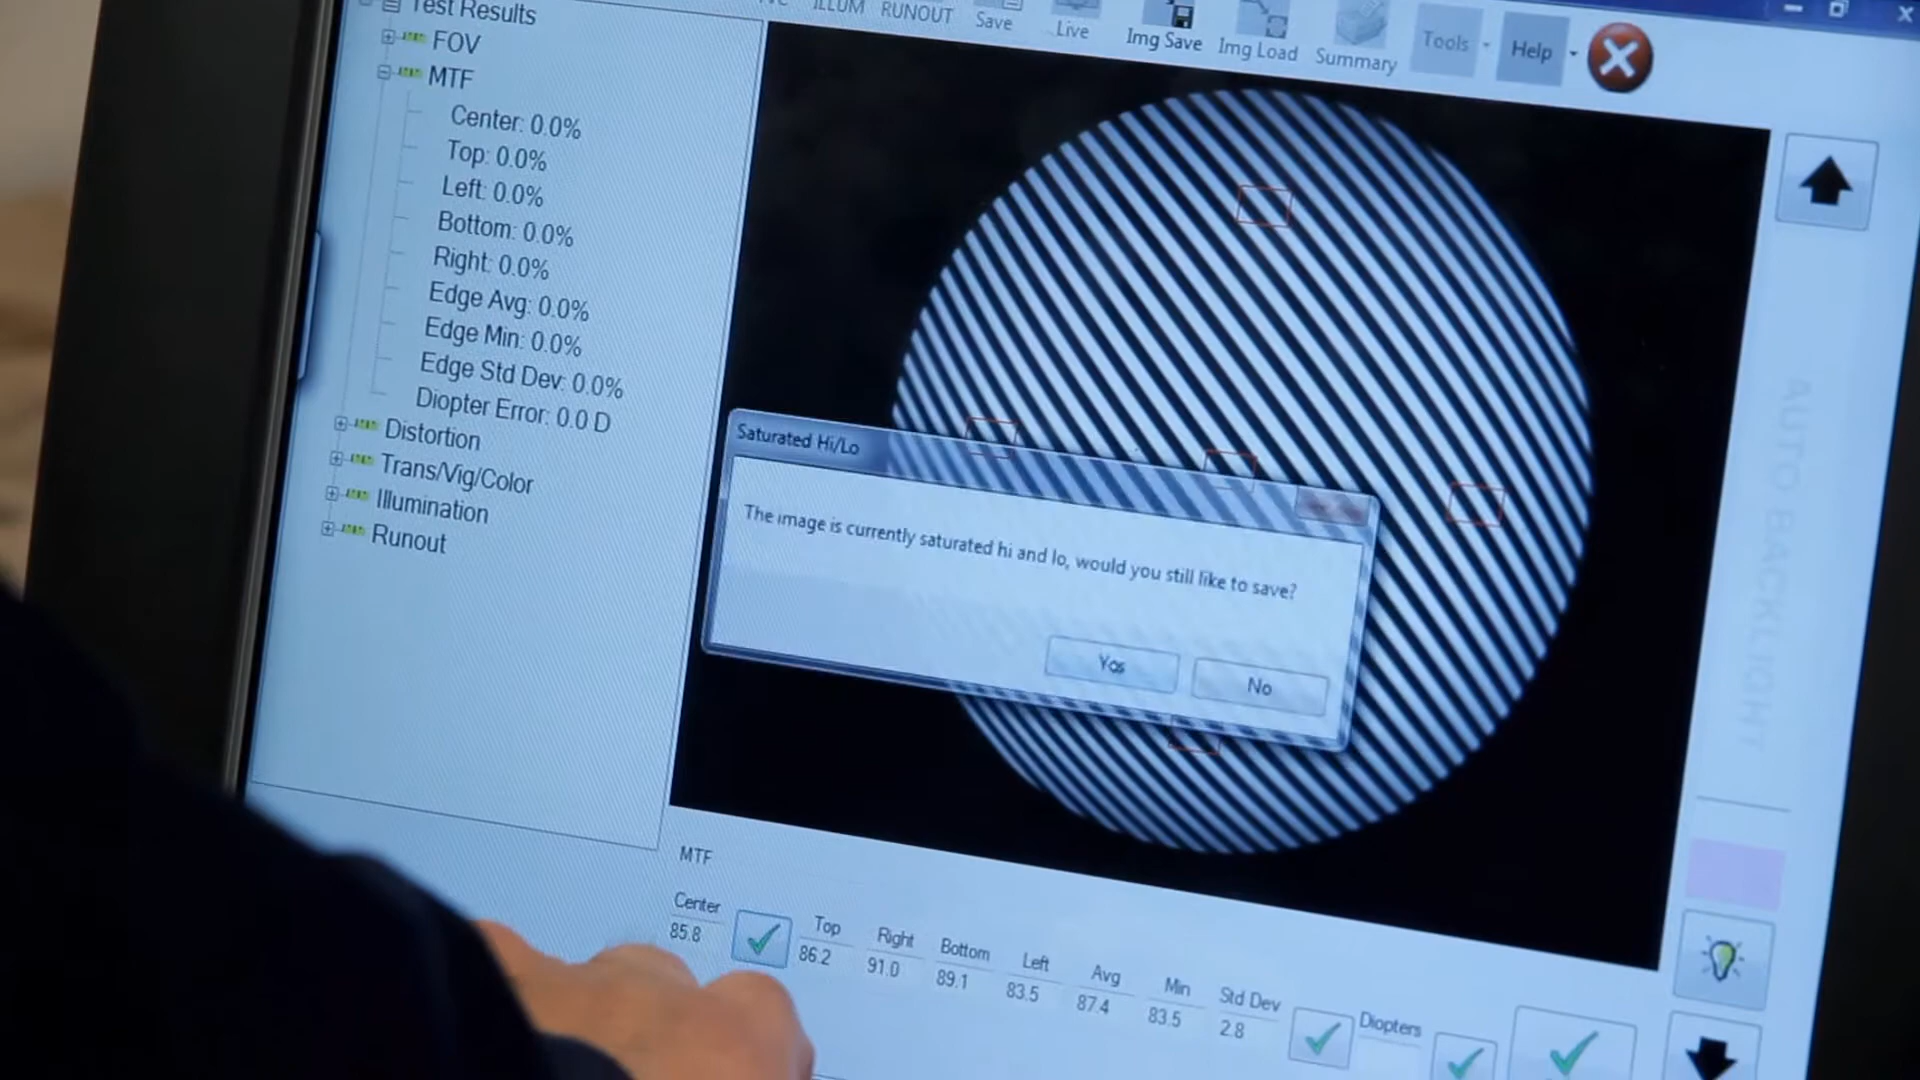 Test Results
FOV
MTF
Center: 0.0%
Top: 0.0%
Left: 0.0%
Bottom: 0.0%
Right: 0.0%
Edge Avg: 0.0%
Edge Min: 0.0%
Edge Std Dev: 0.0%
Diopter Error: 0.0 D
Distortion
Trans/Vig/Color
Illumination
Runout
ILLUM
RUNOUT
Save
Live
Img Save
Img Load
Summary
Tools
Help
Saturated Hi/Lo
The image is currently saturated hi and lo, would you still like to save?
Yes
No
AUTO BACKLIGHT
MTF
Center Top Right Bottom Left Avg Min Std Dev Diopters
85.8 86.2 91.0 89.1 83.5 87.4 83.5 2.8